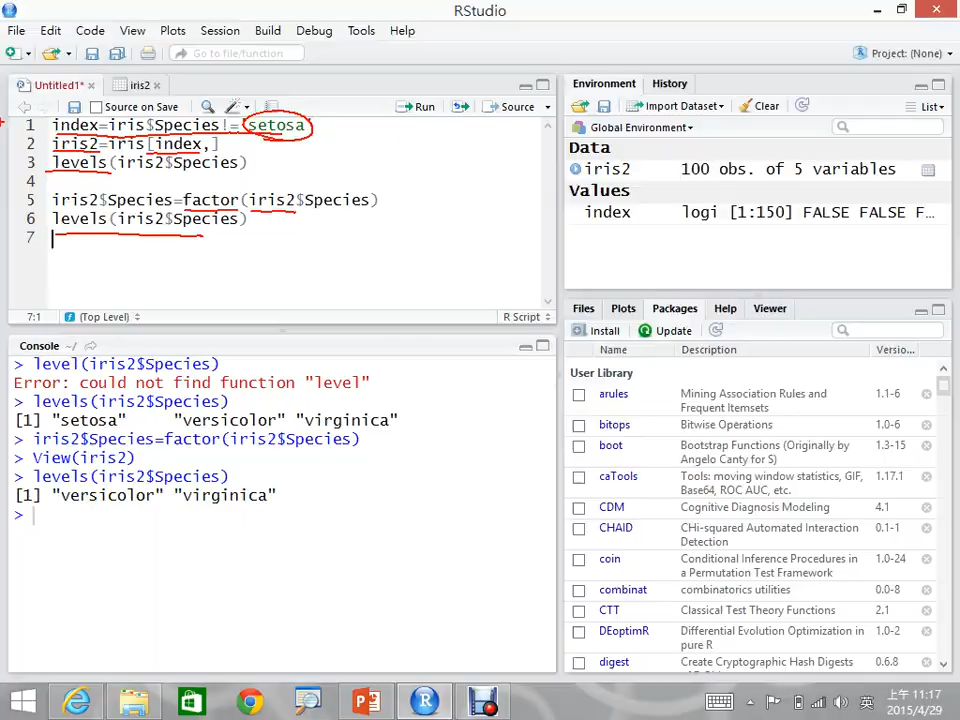 RStudio
File Edit Code View Plots Session Build Debug Tools Help
Go to file/function Project: (None)
Untitled1* iris2
Source on Save Run Source
1 index=iris$Species!="setosa"
2 iris2=iris[index,]
3 levels(iris2$Species)
4
5 iris2$Species=factor(iris2$Species)
6 levels(iris2$Species)
7
7:1 (Top Level) R Script
Console ~/
> level(iris2$Species)
Error: could not find function "level"
> levels(iris2$Species)
[1] "setosa" "versicolor" "virginica"
> iris2$Species=factor(iris2$Species)
> View(iris2)
> levels(iris2$Species)
[1] "versicolor" "virginica"
>
Environment History
Import Dataset Clear List
Global Environment
Data
iris2 100 obs. of 5 variables
Values
index logi [1:150] FALSE FALSE F...
Files Plots Packages Help Viewer
Install Update
Name Description Versio...
User Library
arules Mining Association Rules and Frequent Itemsets 1.1-6
bitops Bitwise Operations 1.0-6
boot Bootstrap Functions (Originally by Angelo Canty for S) 1.3-15
caTools Tools: moving window statistics, GIF, Base64, ROC AUC, etc. 1.17.1
CDM Cognitive Diagnosis Modeling 4.1
CHAID CHi-squared Automated Interaction Detection 0.1-1
coin Conditional Inference Procedures in a Permutation Test Framework 1.0-24
combinat combinatorics utilities 0.0-8
CTT Classical Test Theory Functions 2.1
DEoptimR Differential Evolution Optimization in pure R 1.0-2
digest Create Cryptographic Hash Digests 0.6.8
英 上午 11:17
2015/4/29